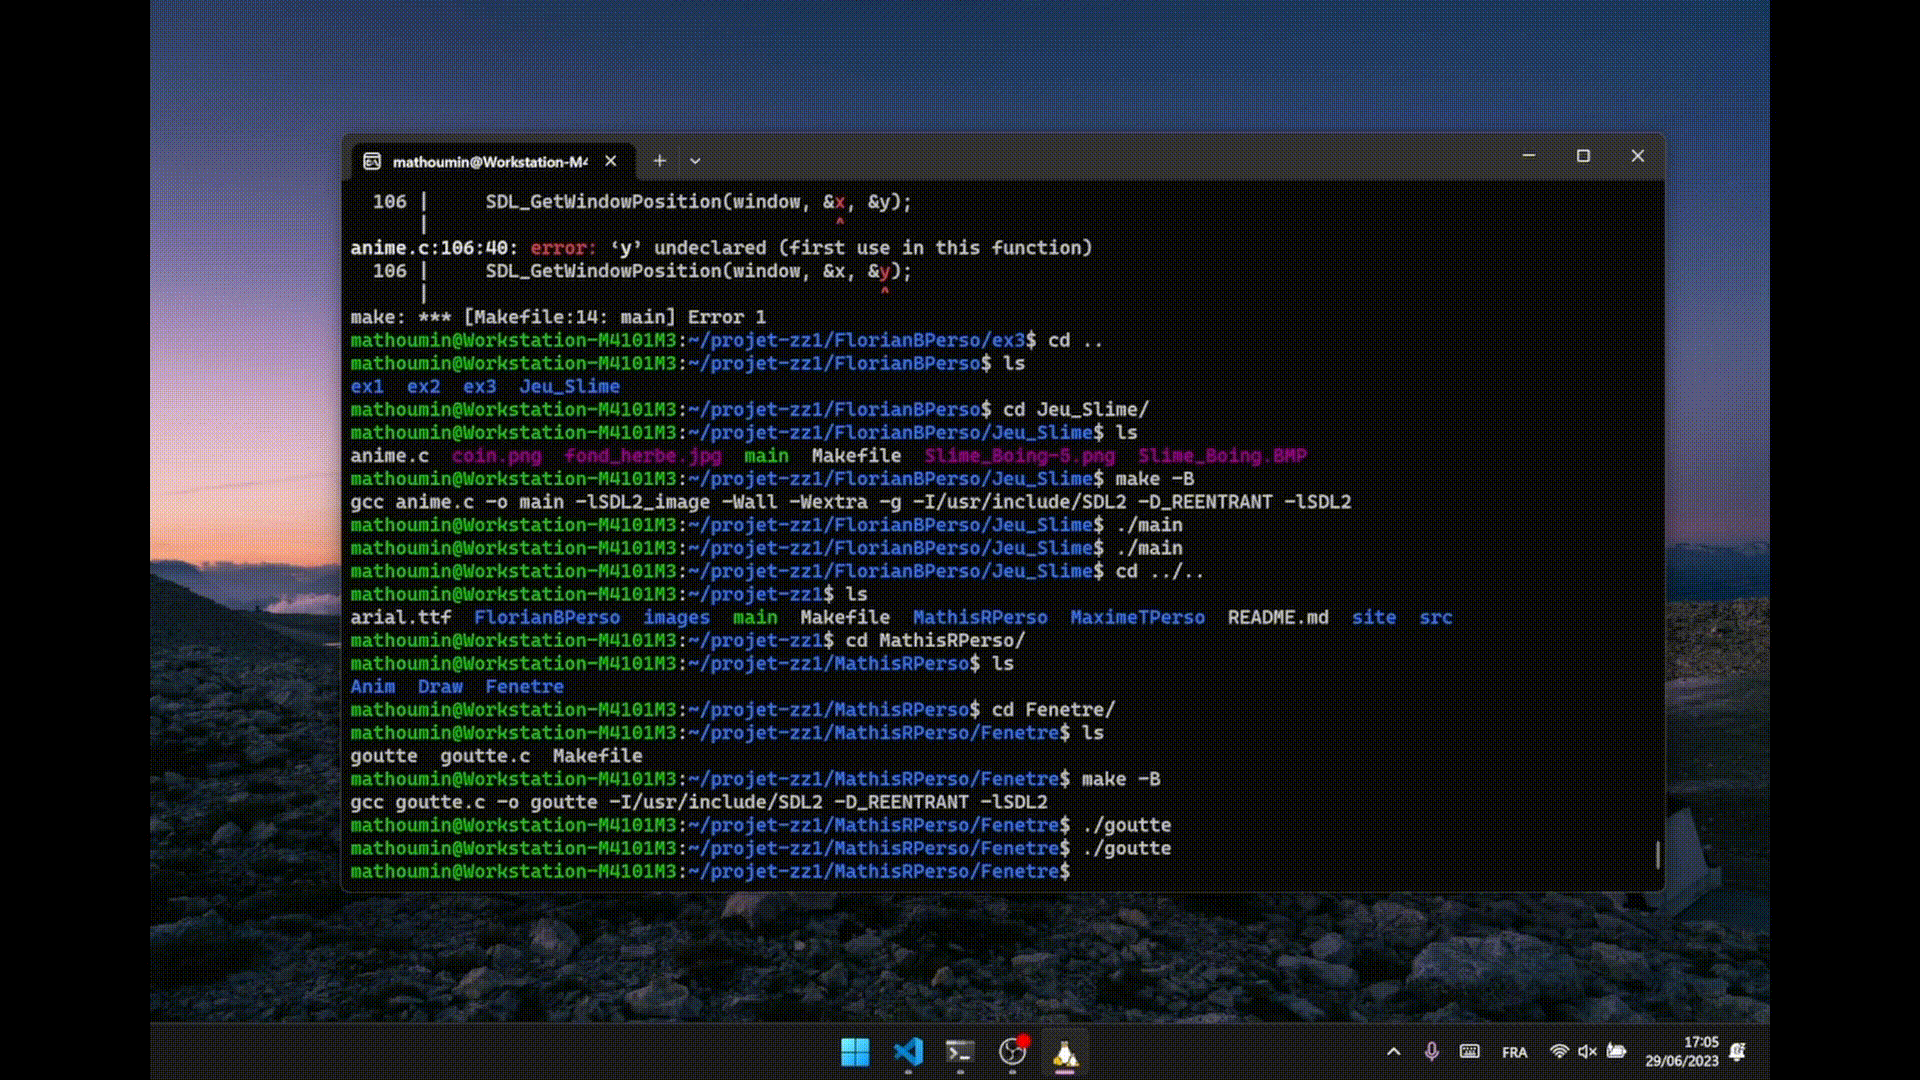 mathoumin@Workstation-M4
106 |     SDL_GetWindowPosition(window, &x, &y);
|                                    ^
anime.c:106:40: error: ‘y’ undeclared (first use in this function)
106 |     SDL_GetWindowPosition(window, &x, &y);
|                                        ^
make: *** [Makefile:14: main] Error 1
mathoumin@Workstation-M4101M3:~/projet-zz1/FlorianBPerso/ex3$ cd ..
mathoumin@Workstation-M4101M3:~/projet-zz1/FlorianBPerso$ ls
ex1  ex2  ex3  Jeu_Slime
mathoumin@Workstation-M4101M3:~/projet-zz1/FlorianBPerso$ cd Jeu_Slime/
mathoumin@Workstation-M4101M3:~/projet-zz1/FlorianBPerso/Jeu_Slime$ ls
anime.c  coin.png  fond_herbe.jpg  main  Makefile  Slime_Boing-S.png  Slime_Boing.BMP
mathoumin@Workstation-M4101M3:~/projet-zz1/FlorianBPerso/Jeu_Slime$ make -B
gcc anime.c -o main -lSDL2_image -Wall -Wextra -g -I/usr/include/SDL2 -D_REENTRANT -lSDL2
mathoumin@Workstation-M4101M3:~/projet-zz1/FlorianBPerso/Jeu_Slime$ ./main
mathoumin@Workstation-M4101M3:~/projet-zz1/FlorianBPerso/Jeu_Slime$ ./main
mathoumin@Workstation-M4101M3:~/projet-zz1/FlorianBPerso/Jeu_Slime$ cd ../..
mathoumin@Workstation-M4101M3:~/projet-zz1$ ls
arial.ttf  FlorianBPerso  images  main  Makefile  MathisRPerso  MaximeTPerso  README.md  site  src
mathoumin@Workstation-M4101M3:~/projet-zz1$ cd MathisRPerso/
mathoumin@Workstation-M4101M3:~/projet-zz1/MathisRPerso$ ls
Anim  Draw  Fenetre
mathoumin@Workstation-M4101M3:~/projet-zz1/MathisRPerso$ cd Fenetre/
mathoumin@Workstation-M4101M3:~/projet-zz1/MathisRPerso/Fenetre$ ls
goutte  goutte.c  Makefile
mathoumin@Workstation-M4101M3:~/projet-zz1/MathisRPerso/Fenetre$ make -B
gcc goutte.c -o goutte -I/usr/include/SDL2 -D_REENTRANT -lSDL2
mathoumin@Workstation-M4101M3:~/projet-zz1/MathisRPerso/Fenetre$ ./goutte
mathoumin@Workstation-M4101M3:~/projet-zz1/MathisRPerso/Fenetre$ ./goutte
mathoumin@Workstation-M4101M3:~/projet-zz1/MathisRPerso/Fenetre$
FRA
17:05
29/06/2023